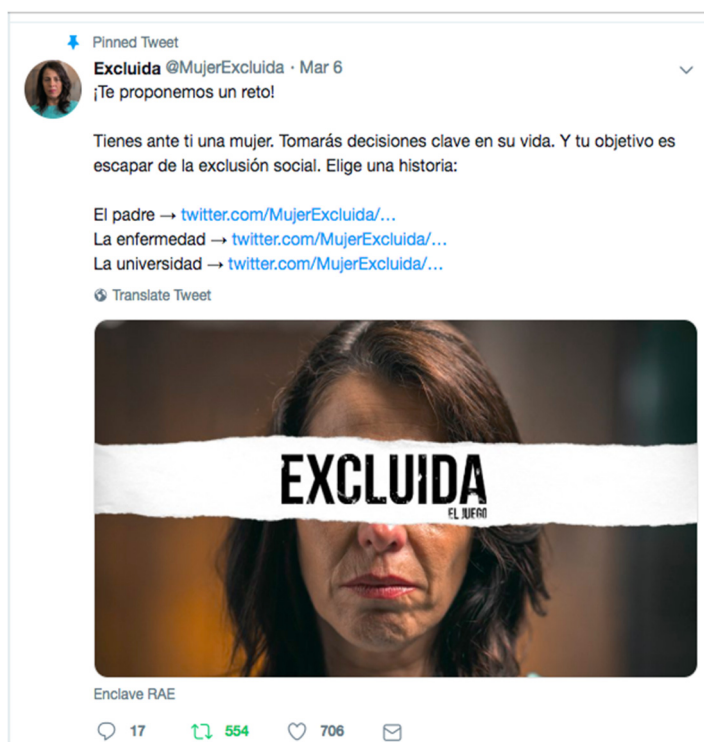 Pinned Tweet
Excluida @MujerExcluida · Mar 6
¡Te proponemos un reto!
Tienes ante ti una mujer. Tomarás decisiones clave en su vida. Y tu objetivo es
escapar de la exclusión social. Elige una historia:
El padre → twitter.com/MujerExcluida/…
La enfermedad → twitter.com/MujerExcluida/…
La universidad → twitter.com/MujerExcluida/…
Translate Tweet
EXCLUIDA
EL JUEGO
Enclave RAE
17 554 706